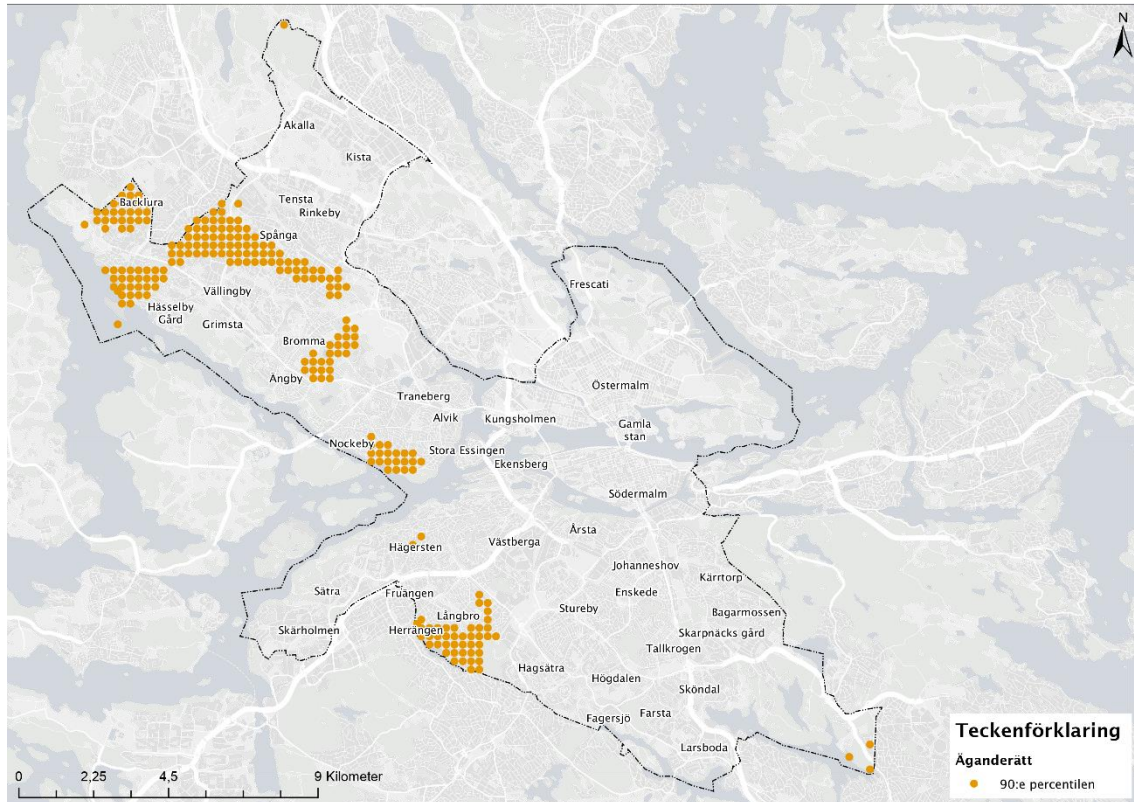 N
Akalla
Kista
Backlura
Tensta
Rinkeby
Spånga
Frescati
Vällingby
Hässelby
Gård
Grimsta
Bromma
Ängby
Östermalm
Traneberg
Alvik
Kungsholmen
Gamla
stan
Nockeby
Stora Essingen
Ekensberg
Södermalm
Årsta
Hägersten
Västberga
Johanneshov
Kärrtorp
Sätra
Fruängen
Enskede
Långbro
Stureby
Bagarmossen
Skärholmen
Herrängen
Skarpnäcks gård
Tallkrogen
Hagsätra
Högdalen
Sköndal
Fagersjö
Farsta
Larsboda
Teckenförklaring
Äganderätt
90:e percentilen
0 2,25 4,5 9 Kilometer